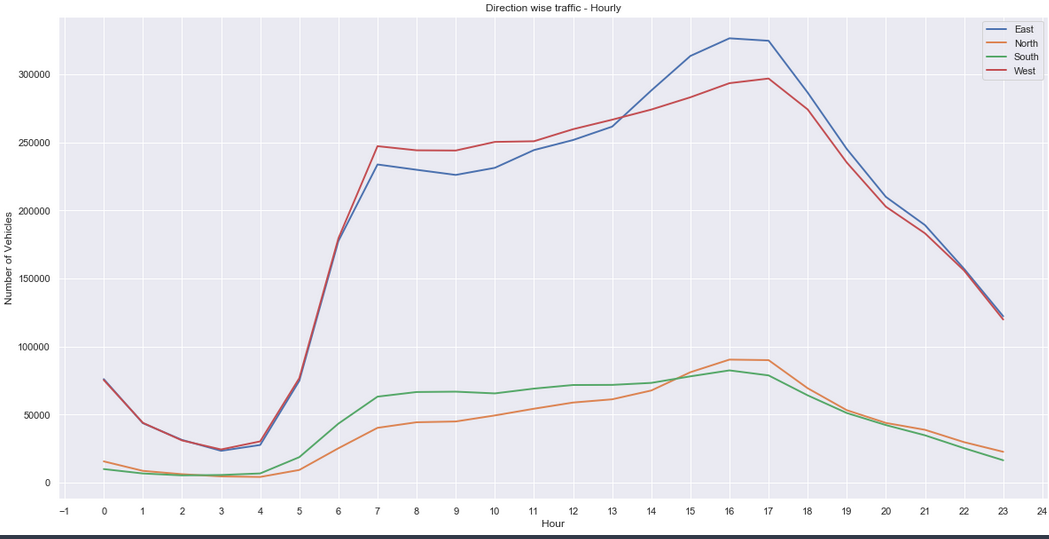 Direction wise traffic - Hourly
East
North
South
West
Number of Vehicles
300000
250000
200000
150000
100000
50000
0
−1 0 1 2 3 4 5 6 7 8 9 10 11 12 13 14 15 16 17 18 19 20 21 22 23 24
Hour